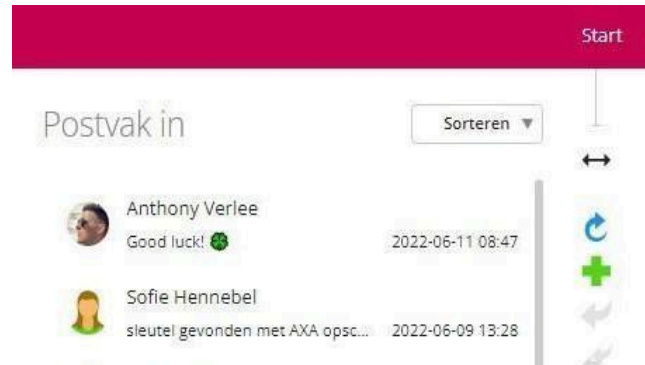 Start
Postvak in
Sorteren
Anthony Verlee
Good luck! 🍀
2022-06-11 08:47
Sofie Hennebel
sleutel gevonden met AXA opsc...
2022-06-09 13:28